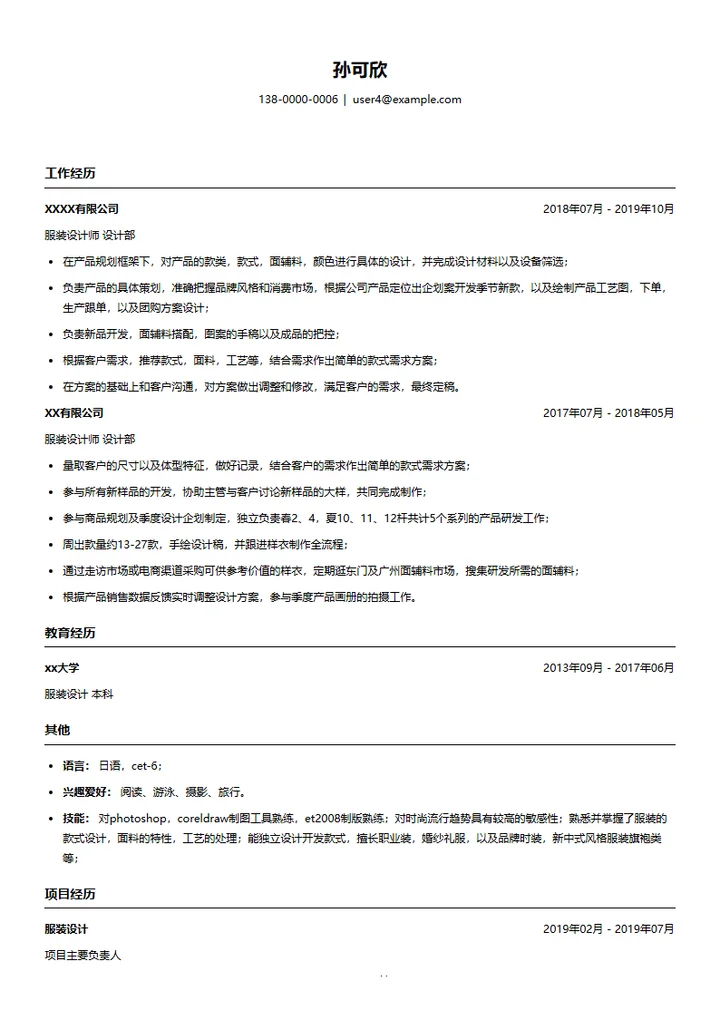 孙可欣
138-0000-0006 | user4@example.com
工作经历
XXXX有限公司 2018年07月 - 2019年10月
服装设计师 设计部
• 在产品规划框架下，对产品的款类，款式，面辅料，颜色进行具体的设计，并完成设计材料以及设备筛选；
• 负责产品的具体策划，准确把握品牌风格和消费市场，根据公司产品定位出企划案开发季节新款，以及绘制产品工艺图，下单，
生产跟单，以及团购方案设计；
• 负责新品开发，面辅料搭配，图案的手稿以及成品的把控；
• 根据客户需求，推荐款式，面料，工艺等，结合需求作出简单的款式需求方案；
• 在方案的基础上和客户沟通，对方案做出调整和修改，满足客户的需求，最终定稿。
XX有限公司 2017年07月 - 2018年05月
服装设计师 设计部
• 量取客户的尺寸以及体型特征，做好记录，结合客户的需求作出简单的款式需求方案；
• 参与所有新样品的开发，协助主管与客户讨论新样品的大样，共同完成制作；
• 参与商品规划及季度设计企划制定，独立负责春2、4，夏10、11、12杆共计5个系列的产品研发工作；
• 周出款量约13-27款，手绘设计稿，并跟进样衣制作全流程；
• 通过走访市场或电商渠道采购可供参考价值的样衣，定期逛东门及广州面辅料市场，搜集研发所需的面辅料；
• 根据产品销售数据反馈实时调整设计方案，参与季度产品画册的拍摄工作。
教育经历
xx大学 2013年09月 - 2017年06月
服装设计 本科
其他
• 语言： 日语，cet-6；
• 兴趣爱好： 阅读、游泳、摄影、旅行。
• 技能： 对photoshop，coreldraw制图工具熟练，et2008制版熟练；对时尚流行趋势具有较高的敏感性；熟悉并掌握了服装的
款式设计，面料的特性，工艺的处理；能独立设计开发款式，擅长职业装，婚纱礼服，以及品牌时装，新中式风格服装旗袍类
等；
项目经历
服装设计 2019年02月 - 2019年07月
项目主要负责人